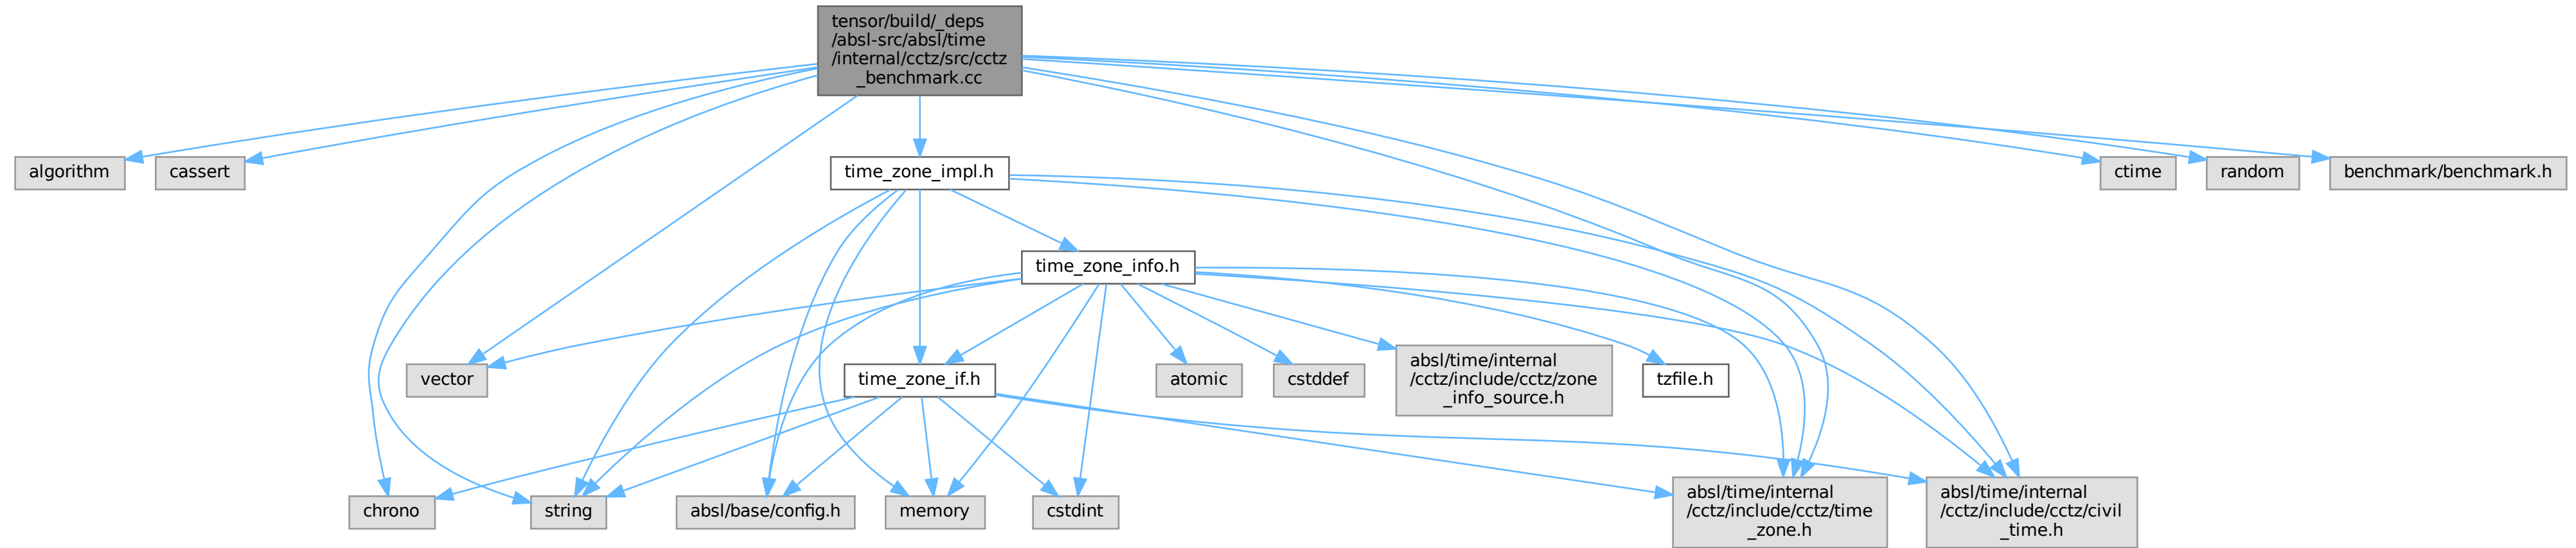 tensor/build/_deps
/absl-src/absl/time
/internal/cctz/src/cctz
_benchmark.cc
algorithm
cassert
time_zone_impl.h
ctime
random
benchmark/benchmark.h
time_zone_info.h
vector
time_zone_if.h
atomic
cstddef
absl/time/internal
/cctz/include/cctz/zone
_info_source.h
tzfile.h
chrono
string
absl/base/config.h
memory
cstdint
absl/time/internal
/cctz/include/cctz/time
_zone.h
absl/time/internal
/cctz/include/cctz/civil
_time.h